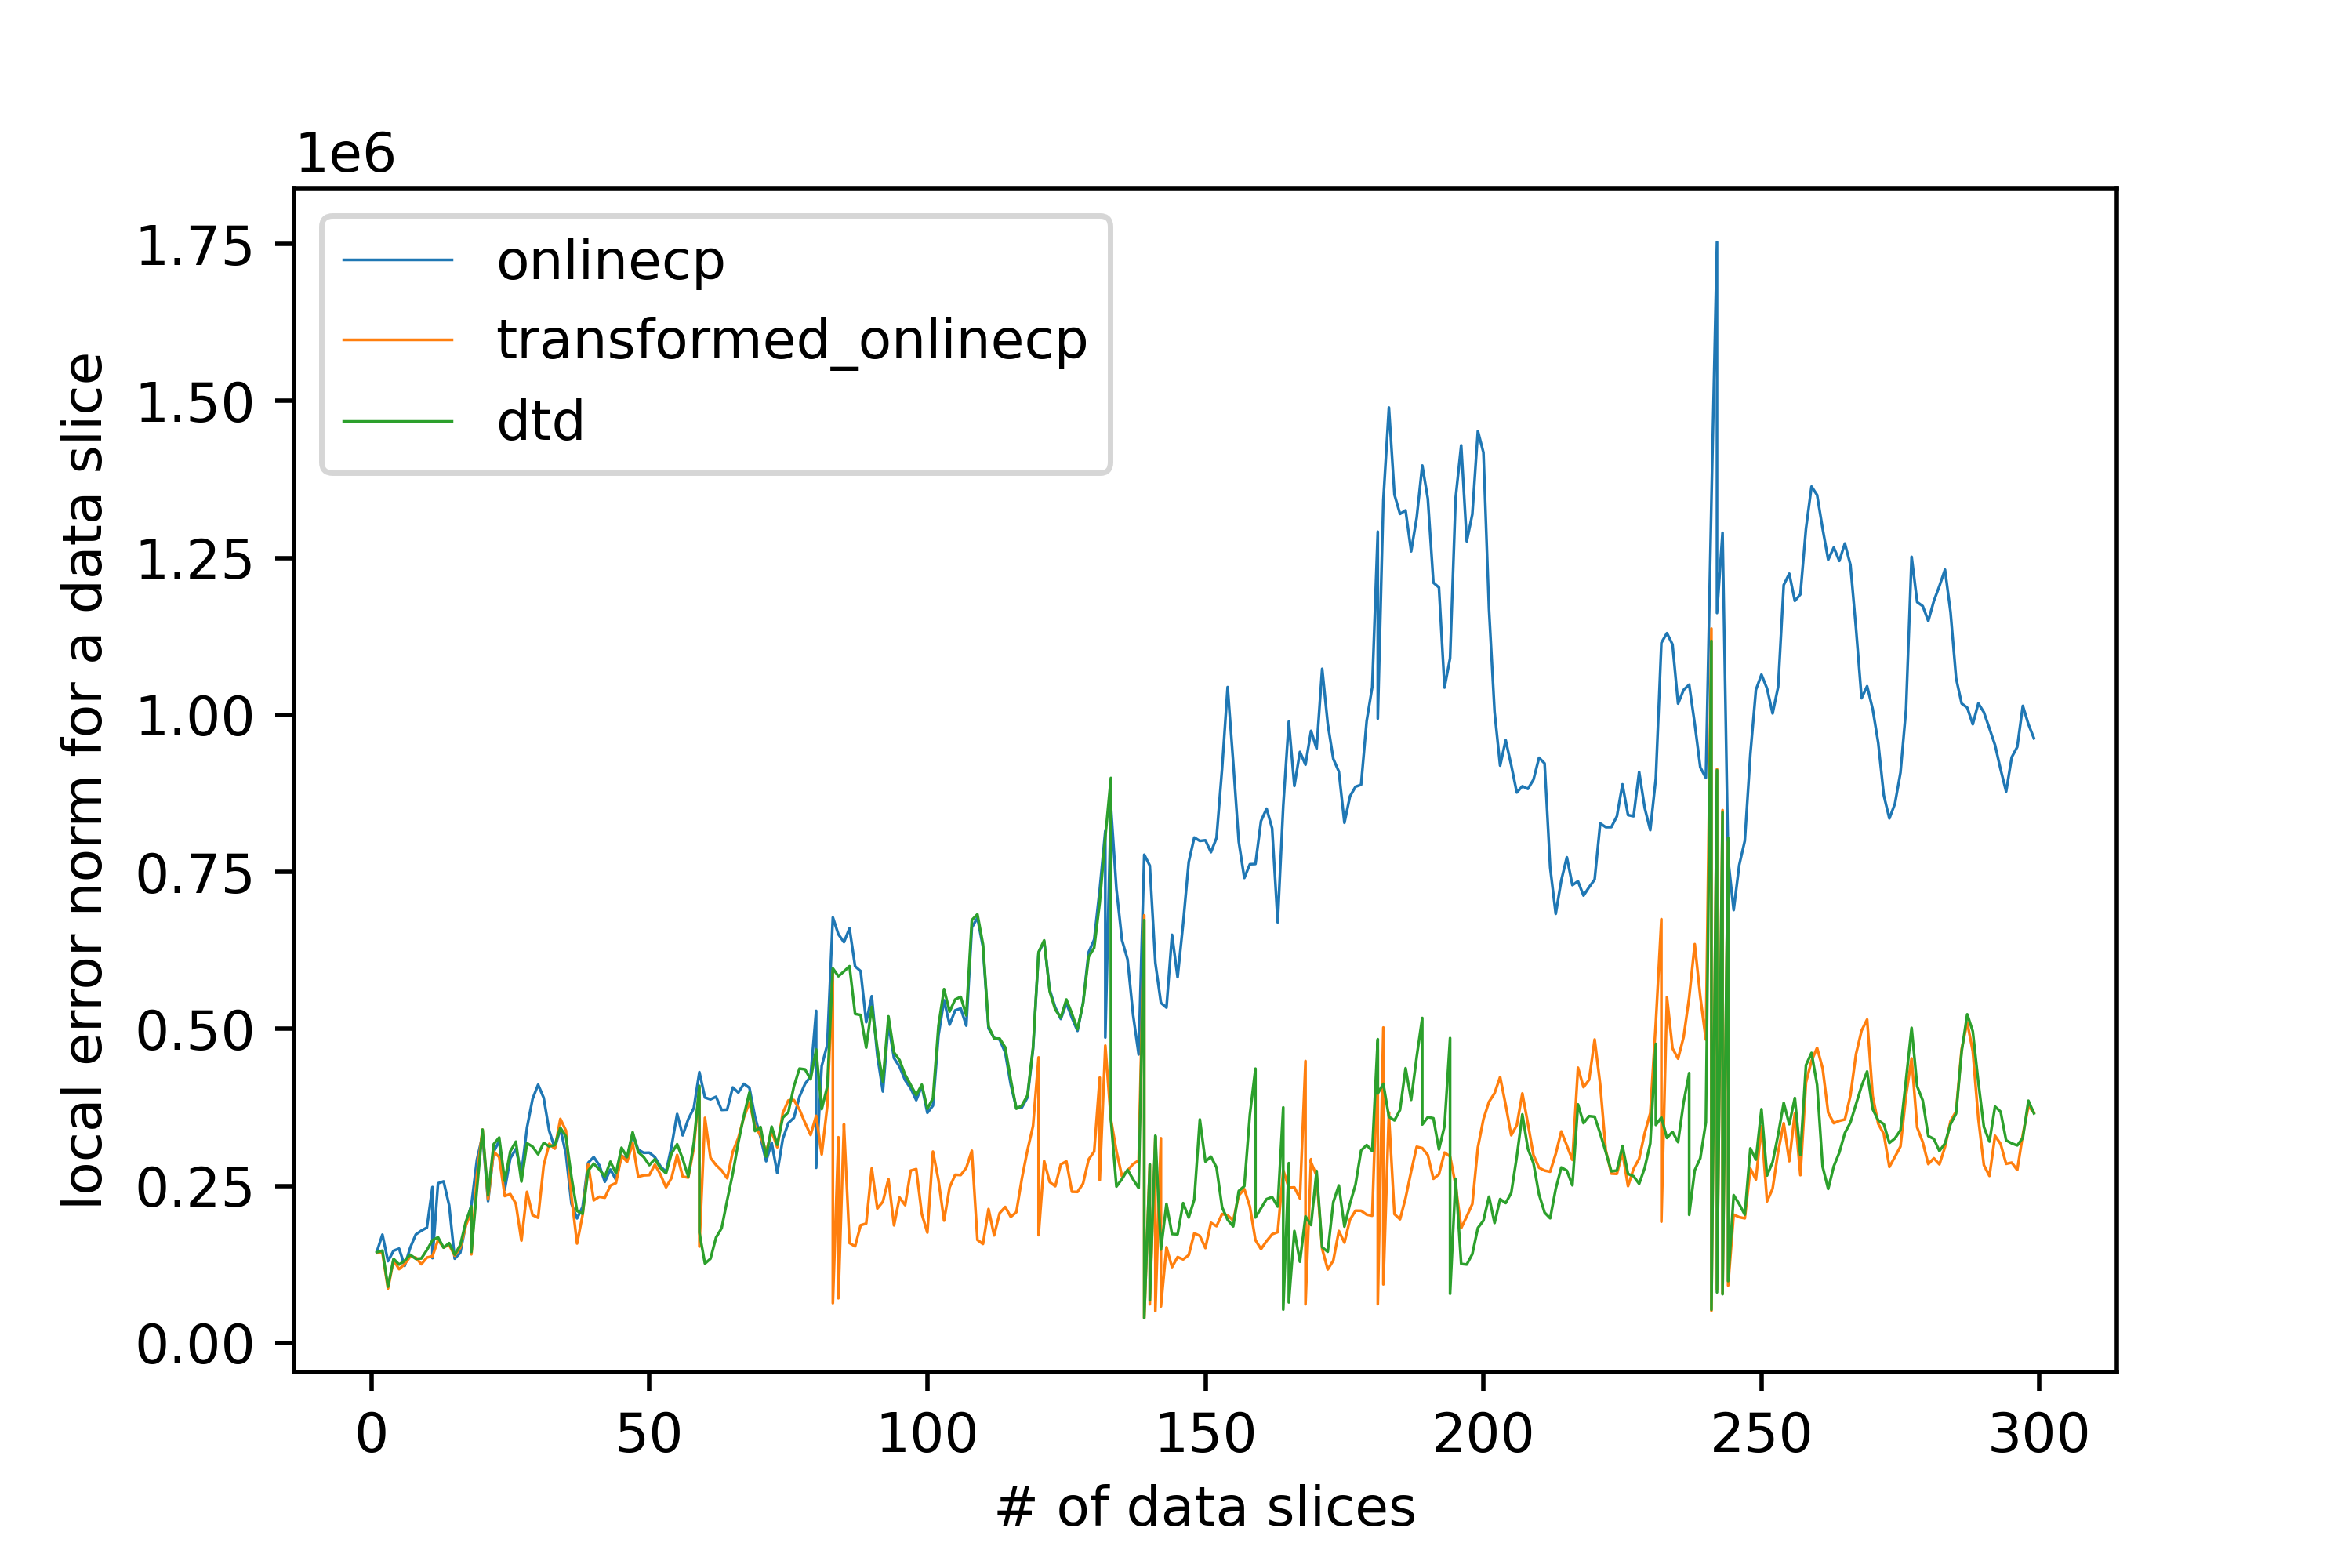 1e6
onlinecp
transformed_onlinecp
dtd
1.75
1.50
1.25
1.00
0.75
0.50
0.25
0.00
local error norm for a data slice
0 50 100 150 200 250 300
# of data slices